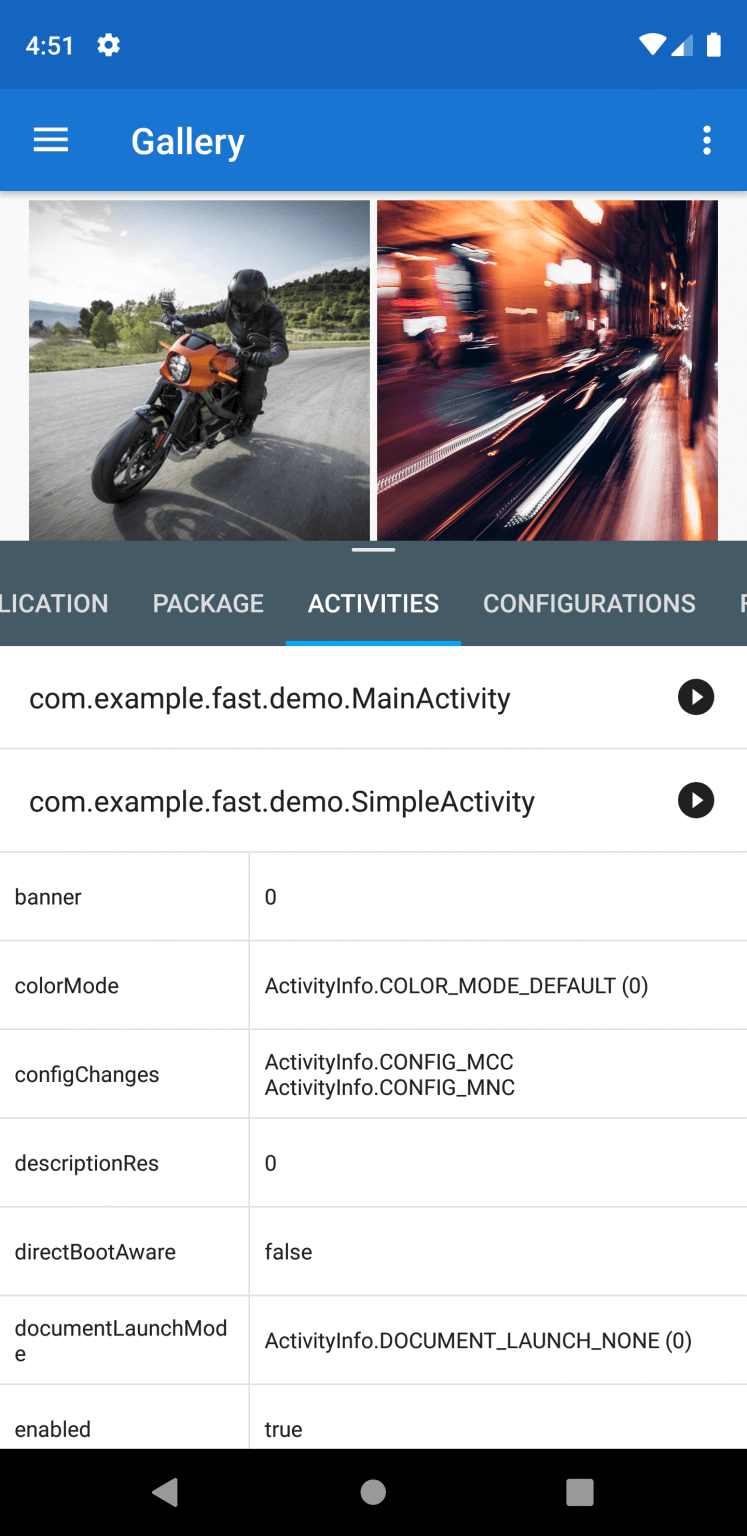 4:51
Gallery
LICATION PACKAGE ACTIVITIES CONFIGURATIONS
com.example.fast.demo.MainActivity
com.example.fast.demo.SimpleActivity
banner 0
colorMode ActivityInfo.COLOR_MODE_DEFAULT (0)
configChanges ActivityInfo.CONFIG_MCC
ActivityInfo.CONFIG_MNC
descriptionRes 0
directBootAware false
documentLaunchMod
e ActivityInfo.DOCUMENT_LAUNCH_NONE (0)
enabled true